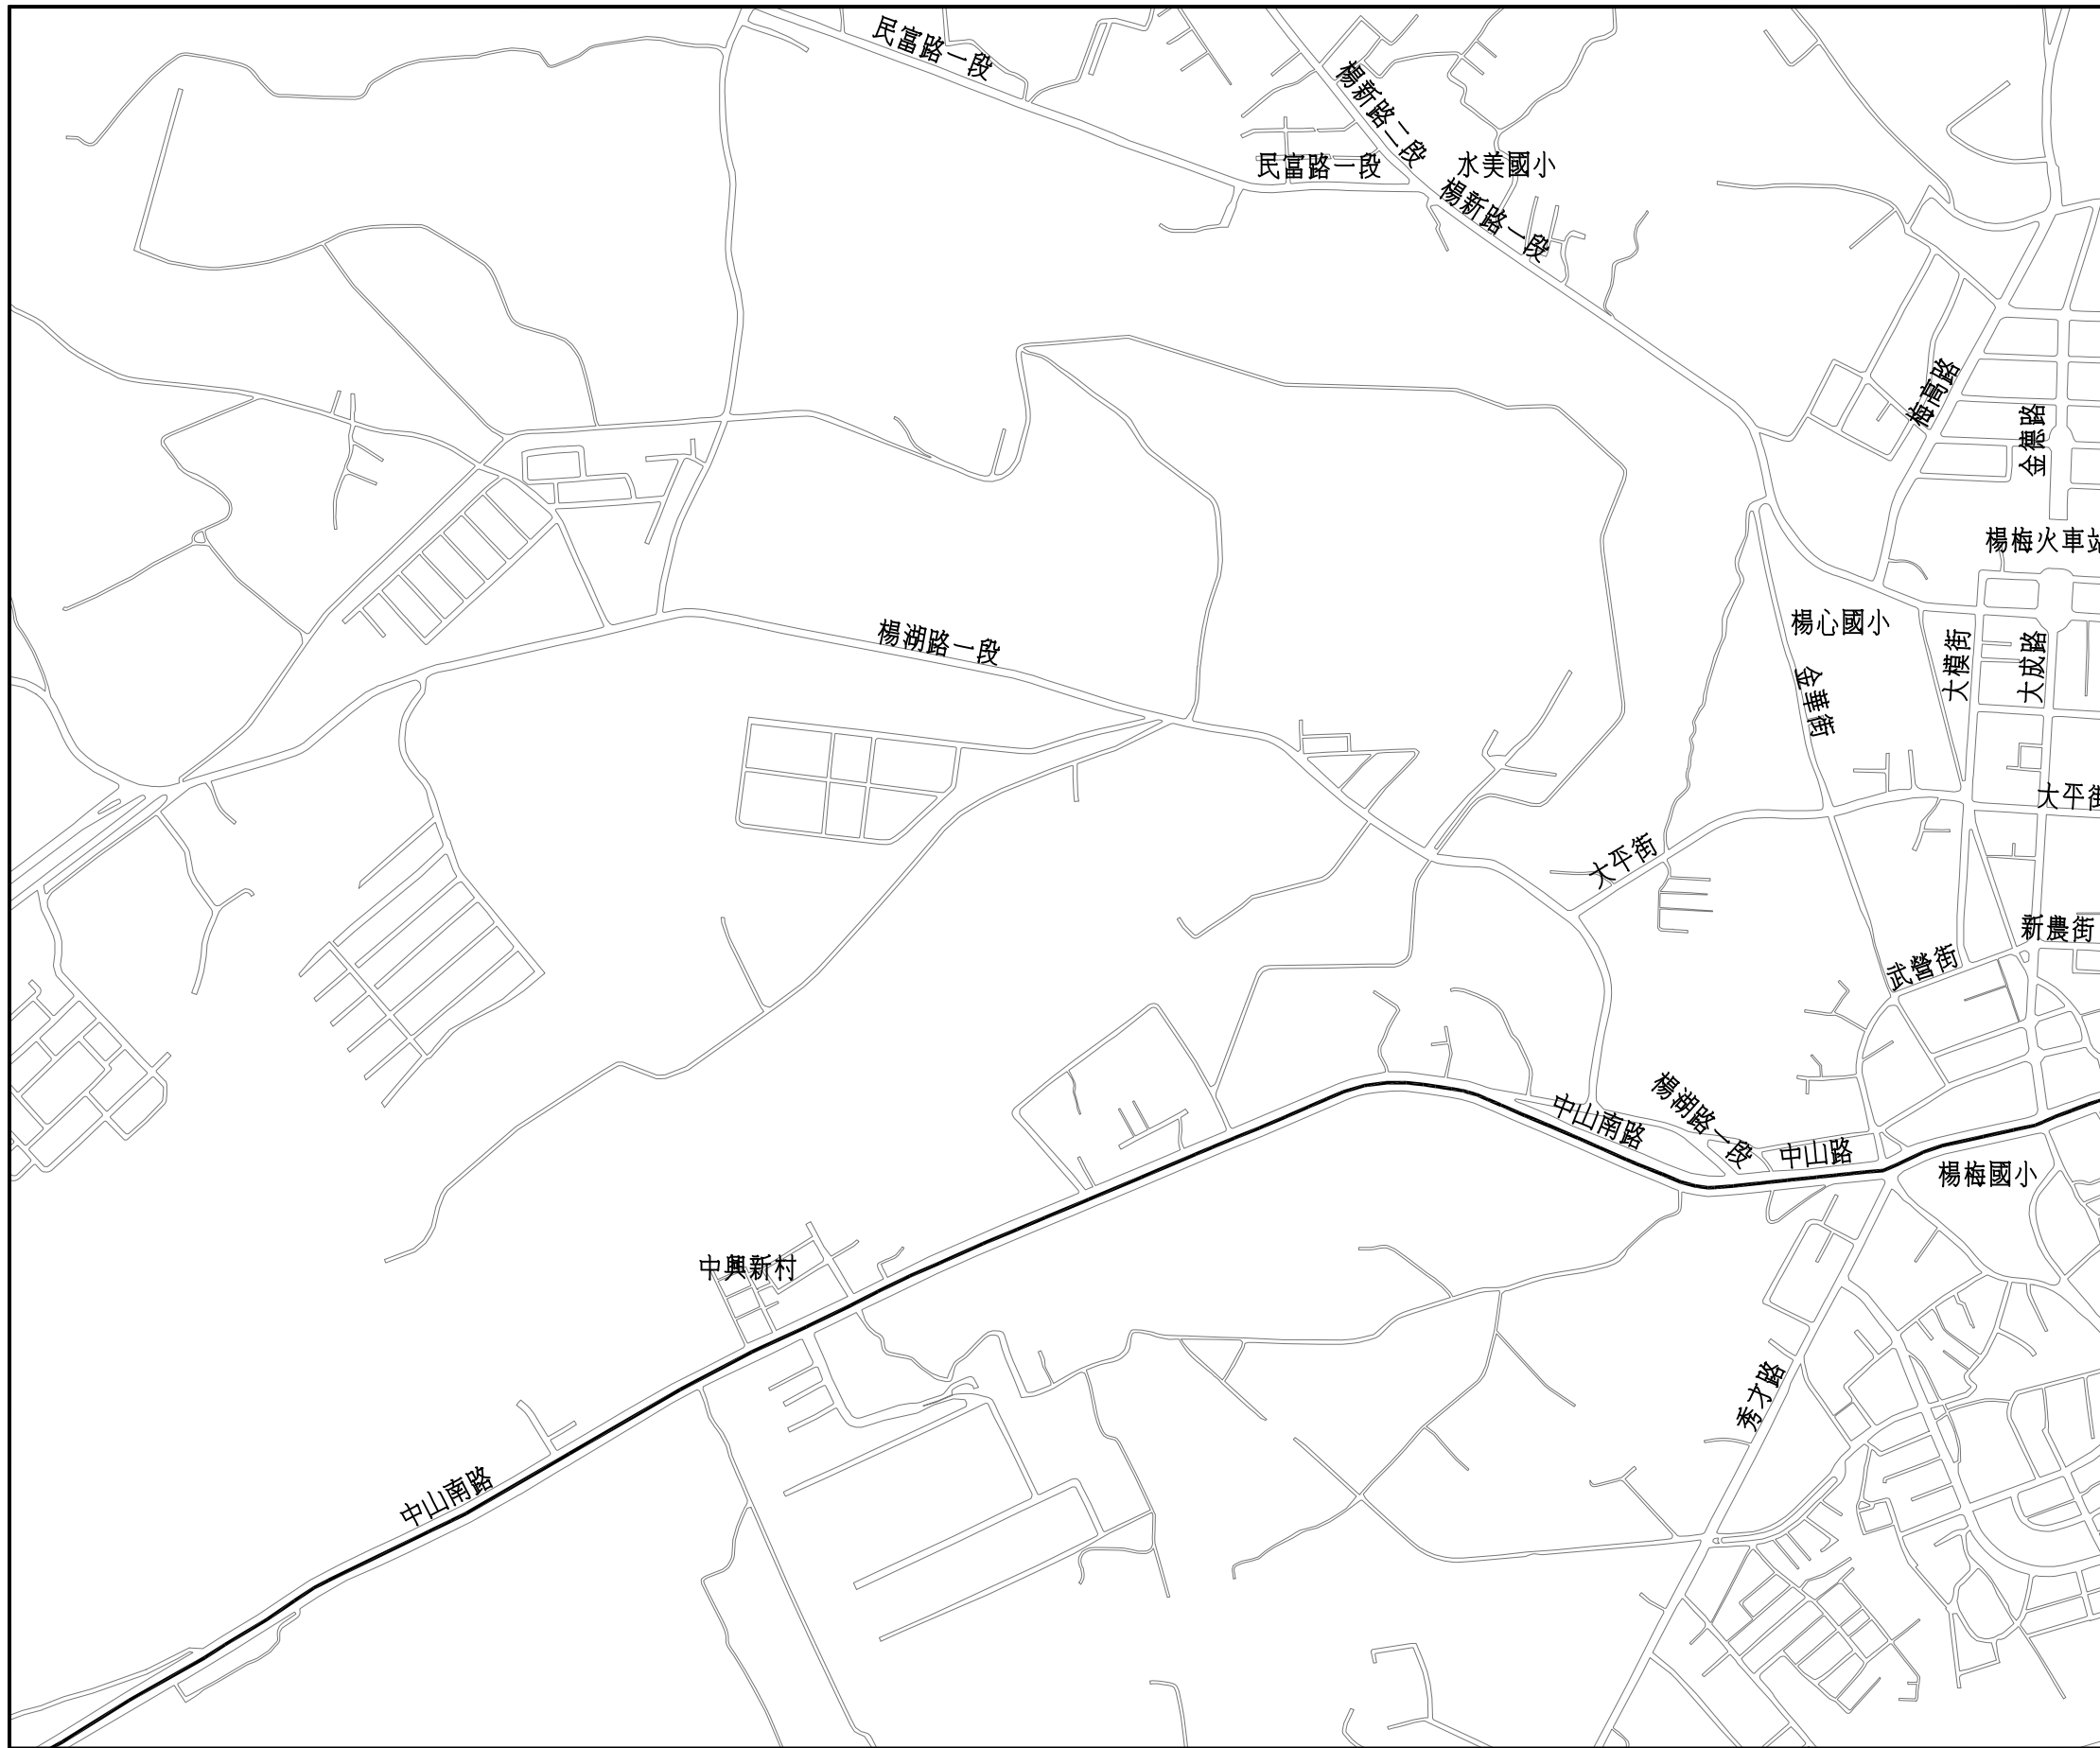 民富路一段
楊新路二段
民富路一段
水美國小
楊新路一段
梅高路
金德路
楊梅火車站
楊心國小
楊湖路一段
大模街
大成路
金華街
大平街
大平街
新農街
武營街
楊湖路一段
中山南路
中山路
楊梅國小
中興新村
秀才路
中山南路